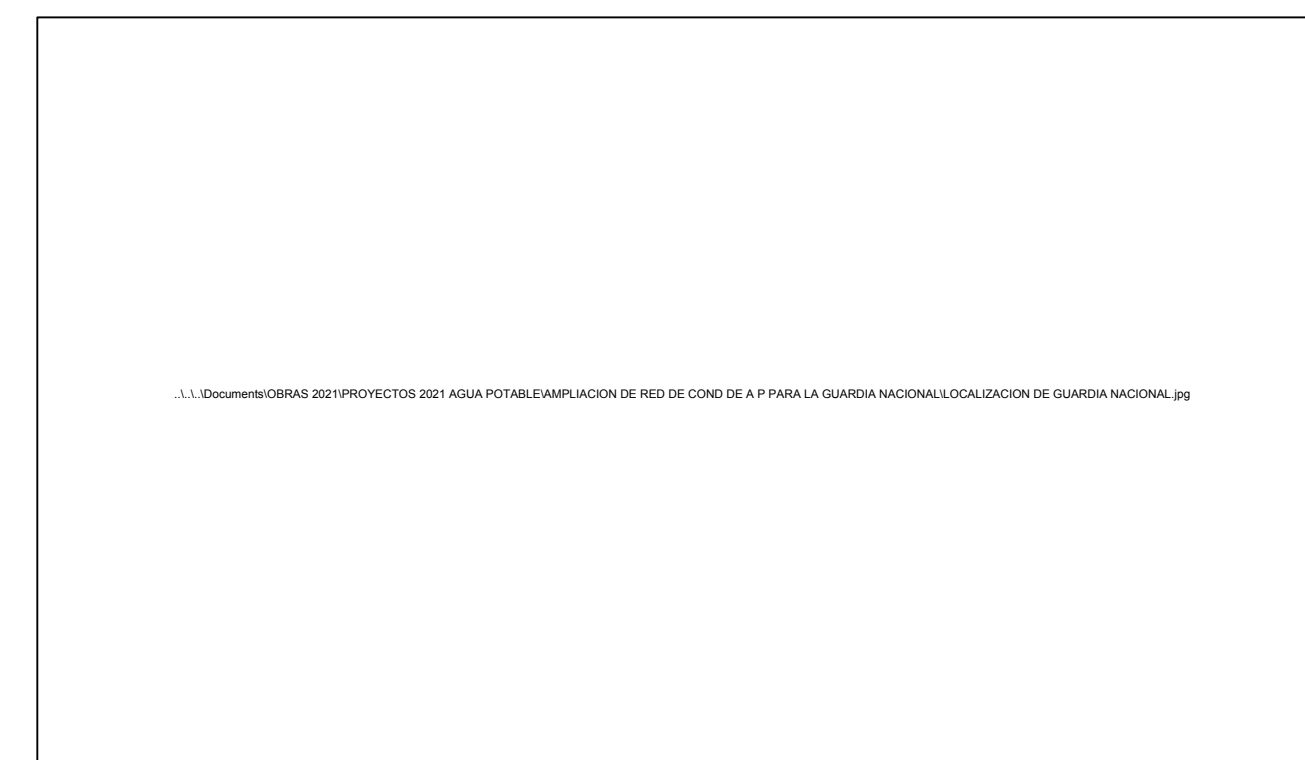 ..\..\..\Documents\OBRAS 2021\PROYECTOS 2021 AGUA POTABLE\AMPLIACION DE RED DE COND DE A P PARA LA GUARDIA NACIONAL\LOCALIZACION DE GUARDIA NACIONAL.jpg